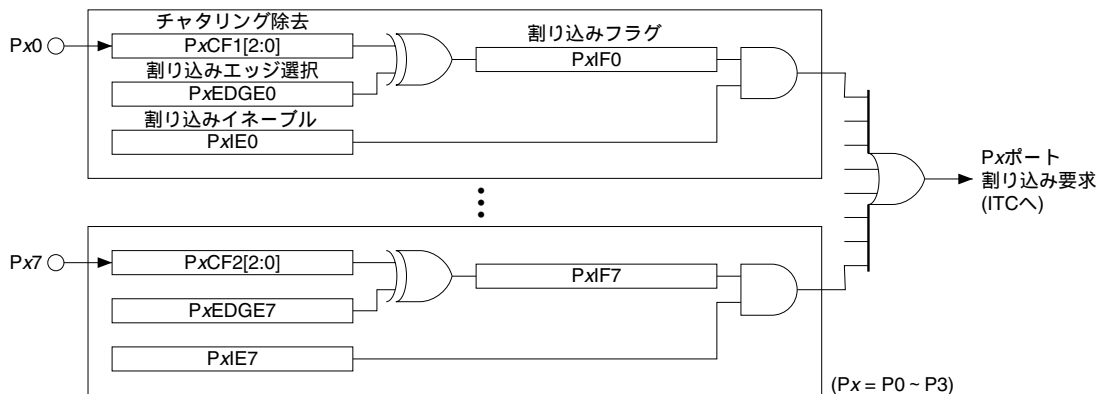 チャタリング除去
Px0
PxCF1[2:0]
割り込みエッジ選択
PxEDGE0
割り込みイネーブル
PxIE0
割り込みフラグ
PxIF0
Pxポート
割り込み要求
(ITCへ)
Px7
PxCF2[2:0]
PxEDGE7
PxIE7
PxIF7
(Px = P0 ~ P3)